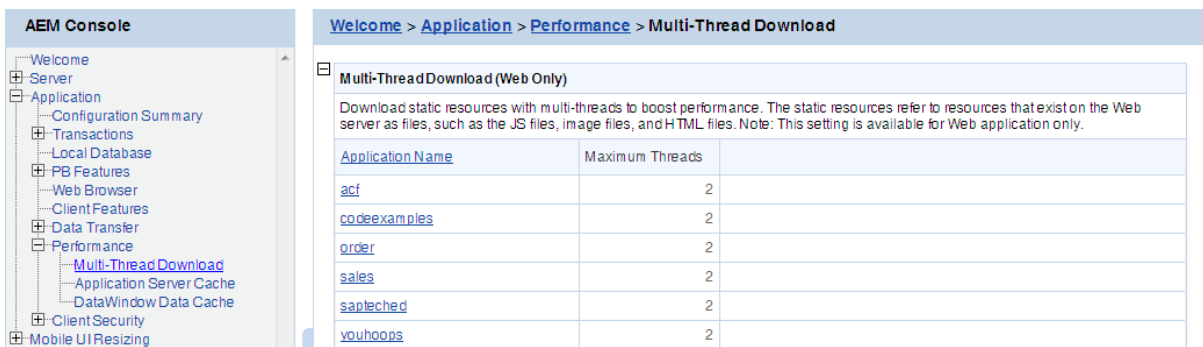 AEM Console
Welcome
Server
Application
Configuration Summary
Transactions
Local Database
PB Features
Web Browser
Client Features
Data Transfer
Performance
Multi-Thread Download
Application Server Cache
DataWindow Data Cache
Client Security
Mobile UI Resizing
Welcome > Application > Performance > Multi-Thread Download
Multi-Thread Download (Web Only)
Download static resources with multi-threads to boost performance. The static resources refer to resources that exist on the Web
server as files, such as the JS files, image files, and HTML files. Note: This setting is available for Web application only.
Application Name Maximum Threads
acf 2
codeexamples 2
order 2
sales 2
sapteched 2
youhoops 2